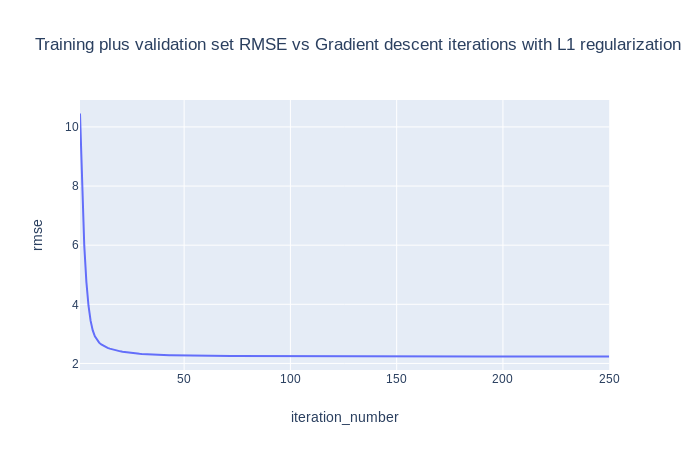 Training plus validation set RMSE vs Gradient descent iterations with L1 regularization
10
8
6
4
2
rmse
50 100 150 200 250
iteration_number